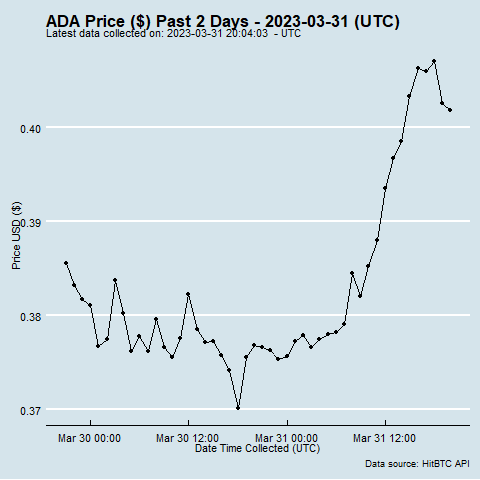 ADA Price ($) Past 2 Days - 2023-03-31 (UTC)
Latest data collected on: 2023-03-31 20:04:03 - UTC
0.40
0.39
0.38
0.37
Price USD ($)
Mar 30 00:00 Mar 30 12:00 Mar 31 00:00 Mar 31 12:00
Date Time Collected (UTC)
Data source: HitBTC API